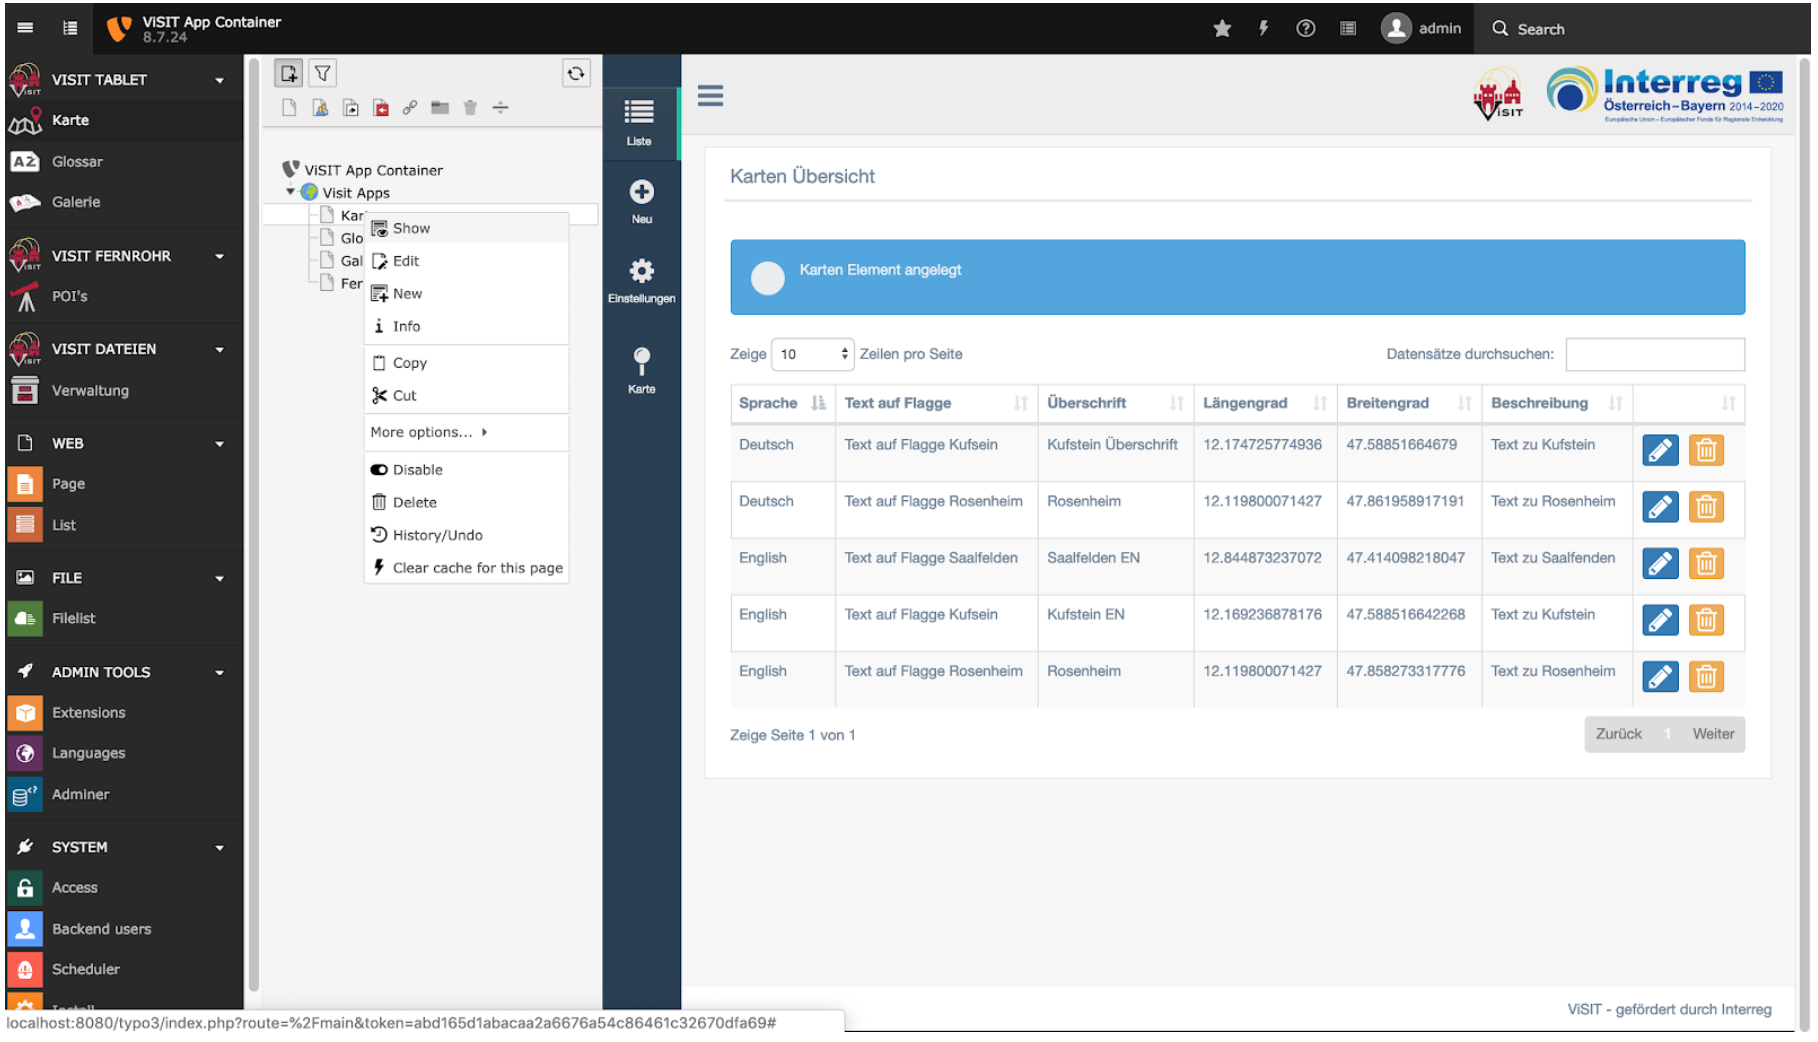 ViSIT App Container
8.7.24
admin
Search
VISIT TABLET
Karte
A2 Glossar
Galerie
VISIT FERNROHR
POI's
VISIT DATEIEN
Verwaltung
WEB
Page
List
FILE
Filelist
ADMIN TOOLS
Extensions
Languages
Adminer
SYSTEM
Access
Backend users
Scheduler
Install
localhost:8080/typo3/index.php?route=%2Fmain&token=abd165d1abacaa2a6676a54c86461c32670dfa69#
ViSIT App Container
Visit Apps
Kar
Glo
Gal
Fer
Show
Edit
New
Info
Copy
Cut
More options...
Disable
Delete
History/Undo
Clear cache for this page
Liste
Neu
Einstellungen
Karte
ViSIT
Interreg
Österreich–Bayern 2014–2020
Europäische Union – Europäischer Fonds für Regionale Entwicklung
Karten Übersicht
Karten Element angelegt
Zeige 10 Zeilen pro Seite
Datensätze durchsuchen:
Sprache Text auf Flagge Überschrift Längengrad Breitengrad Beschreibung
Deutsch Text auf Flagge Kufsein Kufstein Überschrift 12.174725774936 47.58851664679 Text zu Kufstein
Deutsch Text auf Flagge Rosenheim Rosenheim 12.119800071427 47.861958917191 Text zu Rosenheim
English Text auf Flagge Saalfelden Saalfelden EN 12.844873237072 47.414098218047 Text zu Saalfenden
English Text auf Flagge Kufsein Kufstein EN 12.169236878176 47.588516642268 Text zu Kufstein
English Text auf Flagge Rosenheim Rosenheim 12.119800071427 47.858273317776 Text zu Rosenheim
Zeige Seite 1 von 1
Zurück 1 Weiter
ViSIT - gefördert durch Interreg